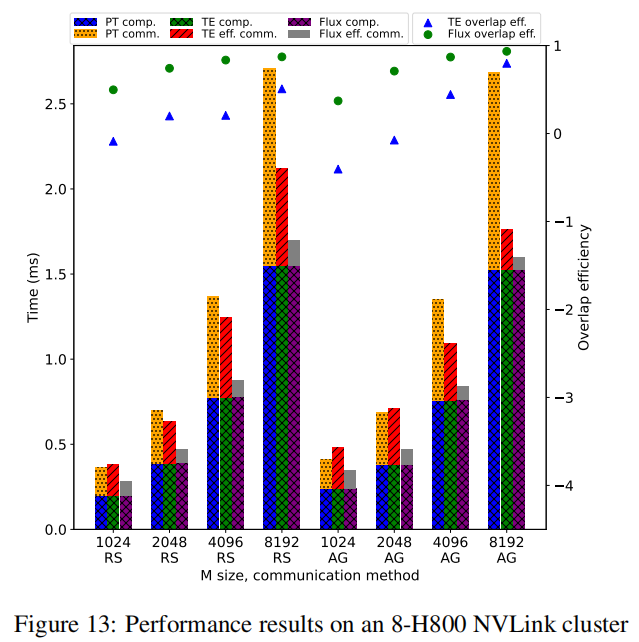 PT comp. TE comp. Flux comp. TE overlap eff.
PT comm. TE eff. comm. Flux eff. comm. Flux overlap eff.
Time (ms)
2.5
2.0
1.5
1.0
0.5
0.0
1
0
−1
−2
−3
−4
Overlap efficiency
1024 2048 4096 8192 1024 2048 4096 8192
RS RS RS RS AG AG AG AG
M size, communication method
Figure 13: Performance results on an 8-H800 NVLink cluster